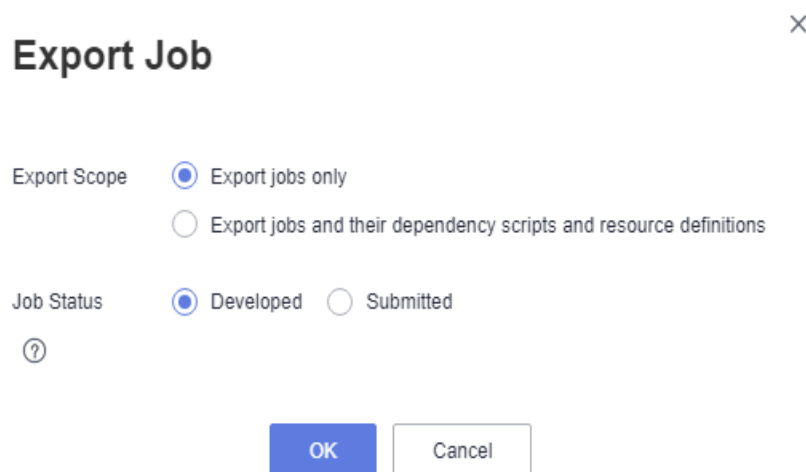 Export Job
Export Scope Export jobs only
Export jobs and their dependency scripts and resource definitions
Job Status Developed Submitted
?
OK Cancel